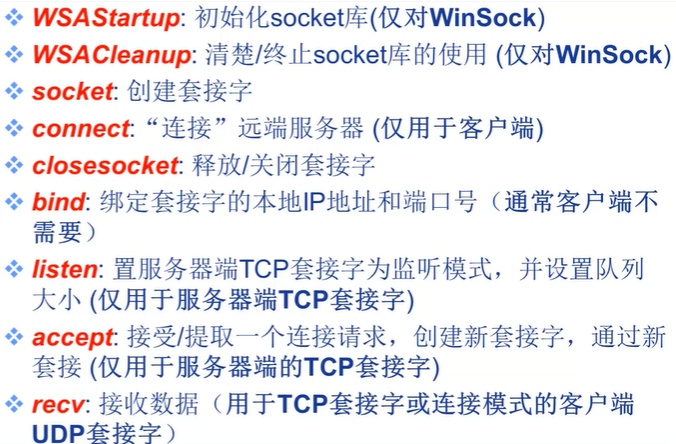 WSAStartup: 初始化socket库(仅对WinSock)
WSACleanup: 清楚/终止socket库的使用 (仅对WinSock)
socket: 创建套接字
connect:“连接”远端服务器 (仅用于客户端)
closesocket: 释放/关闭套接字
bind: 绑定套接字的本地IP地址和端口号（通常客户端不
需要）
listen: 置服务器端TCP套接字为监听模式，并设置队列
大小 (仅用于服务器端TCP套接字)
accept: 接受/提取一个连接请求，创建新套接字，通过新
套接 (仅用于服务器端的TCP套接字)
recv: 接收数据（用于TCP套接字或连接模式的客户端
UDP套接字）